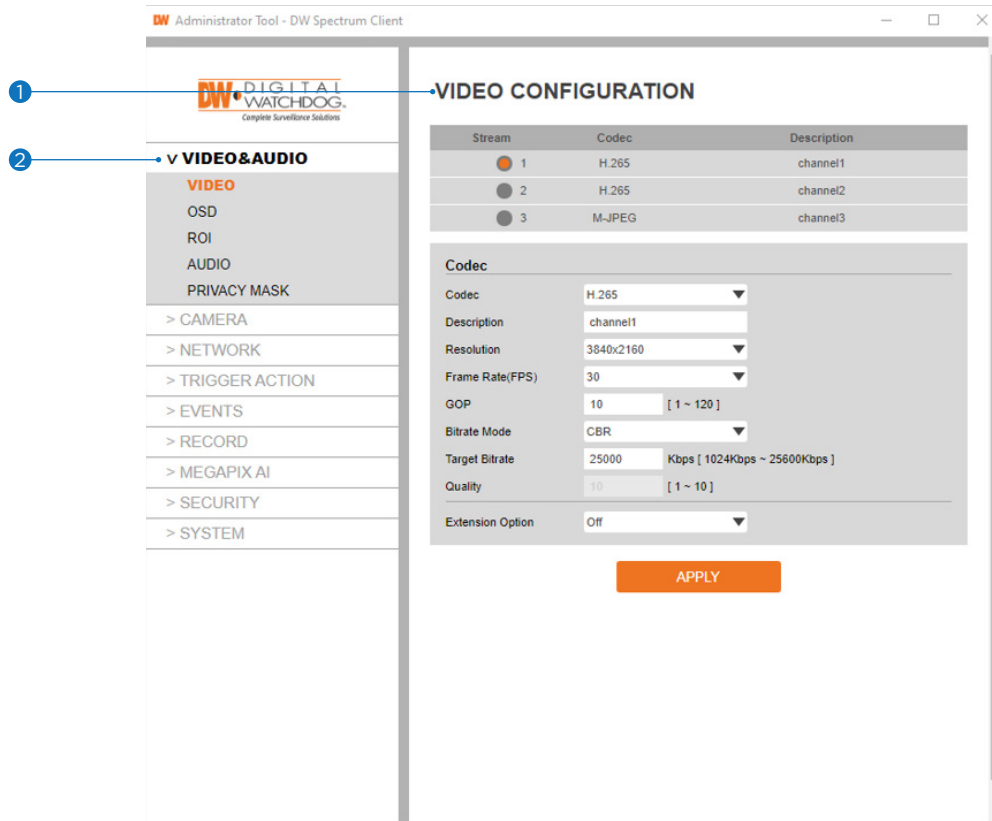 DW Administrator Tool - DW Spectrum Client
1
DW DIGITAL
WATCHDOG.
Complete Surveillance Solutions
2
v VIDEO&AUDIO
VIDEO
OSD
ROI
AUDIO
PRIVACY MASK
> CAMERA
> NETWORK
> TRIGGER ACTION
> EVENTS
> RECORD
> MEGAPIX AI
> SECURITY
> SYSTEM
VIDEO CONFIGURATION
Stream Codec Description
1 H.265 channel1
2 H.265 channel2
3 M-JPEG channel3
Codec
Codec H.265
Description channel1
Resolution 3840x2160
Frame Rate(FPS) 30
GOP 10 [ 1 ~ 120 ]
Bitrate Mode CBR
Target Bitrate 25000 Kbps [ 1024Kbps ~ 25600Kbps ]
Quality 10 [ 1 ~ 10 ]
Extension Option Off
APPLY